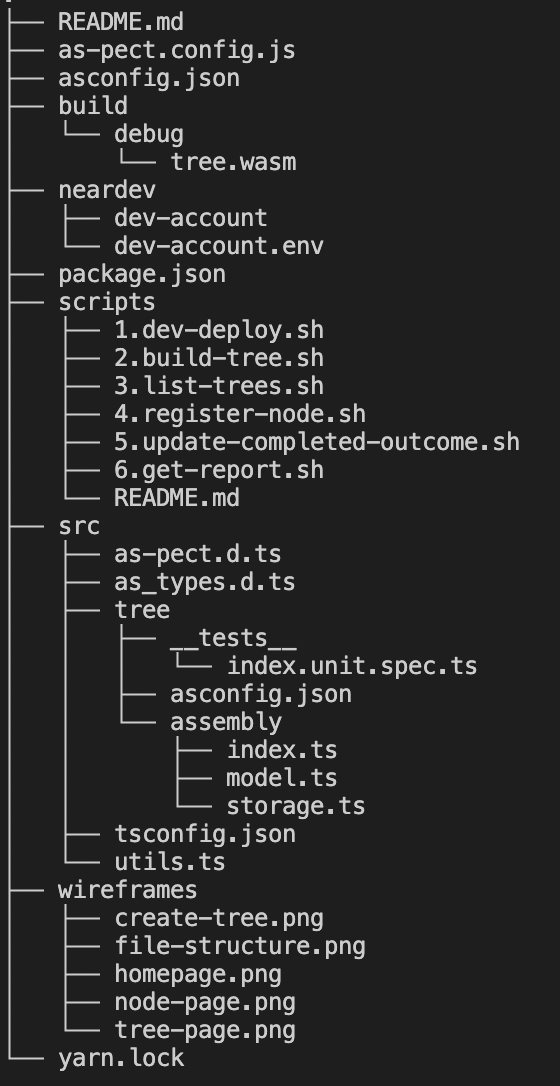 ├── README.md
├── as-pect.config.js
├── asconfig.json
├── build
│   └── debug
│       └── tree.wasm
├── neardev
│   ├── dev-account
│   └── dev-account.env
├── package.json
├── scripts
│   ├── 1.dev-deploy.sh
│   ├── 2.build-tree.sh
│   ├── 3.list-trees.sh
│   ├── 4.register-node.sh
│   ├── 5.update-completed-outcome.sh
│   ├── 6.get-report.sh
│   └── README.md
├── src
│   ├── as-pect.d.ts
│   ├── as_types.d.ts
│   ├── tree
│   │   ├── __tests__
│   │   │   └── index.unit.spec.ts
│   │   ├── asconfig.json
│   │   └── assembly
│   │       ├── index.ts
│   │       ├── model.ts
│   │       └── storage.ts
│   ├── tsconfig.json
│   └── utils.ts
├── wireframes
│   ├── create-tree.png
│   ├── file-structure.png
│   ├── homepage.png
│   ├── node-page.png
│   └── tree-page.png
└── yarn.lock